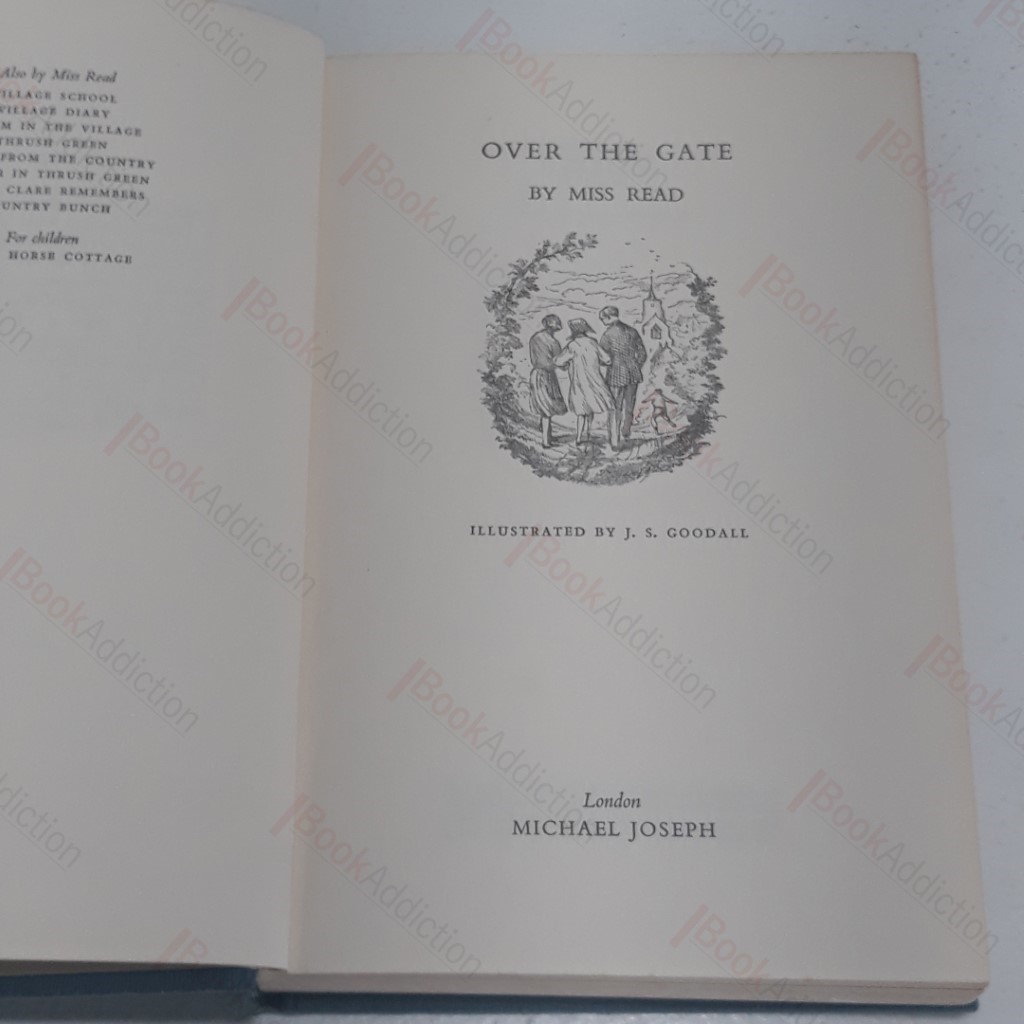 Also by Miss Read
ILLAGE SCHOOL
VILLAGE DIARY
M IN THE VILLAGE
THRUSH GREEN
FROM THE COUNTRY
R IN THRUSH GREEN
CLARE REMEMBERS
UNTRY BUNCH
For children
HORSE COTTAGE
OVER THE GATE
BY MISS READ
ILLUSTRATED BY J. S. GOODALL
London
MICHAEL JOSEPH
BookAddiction